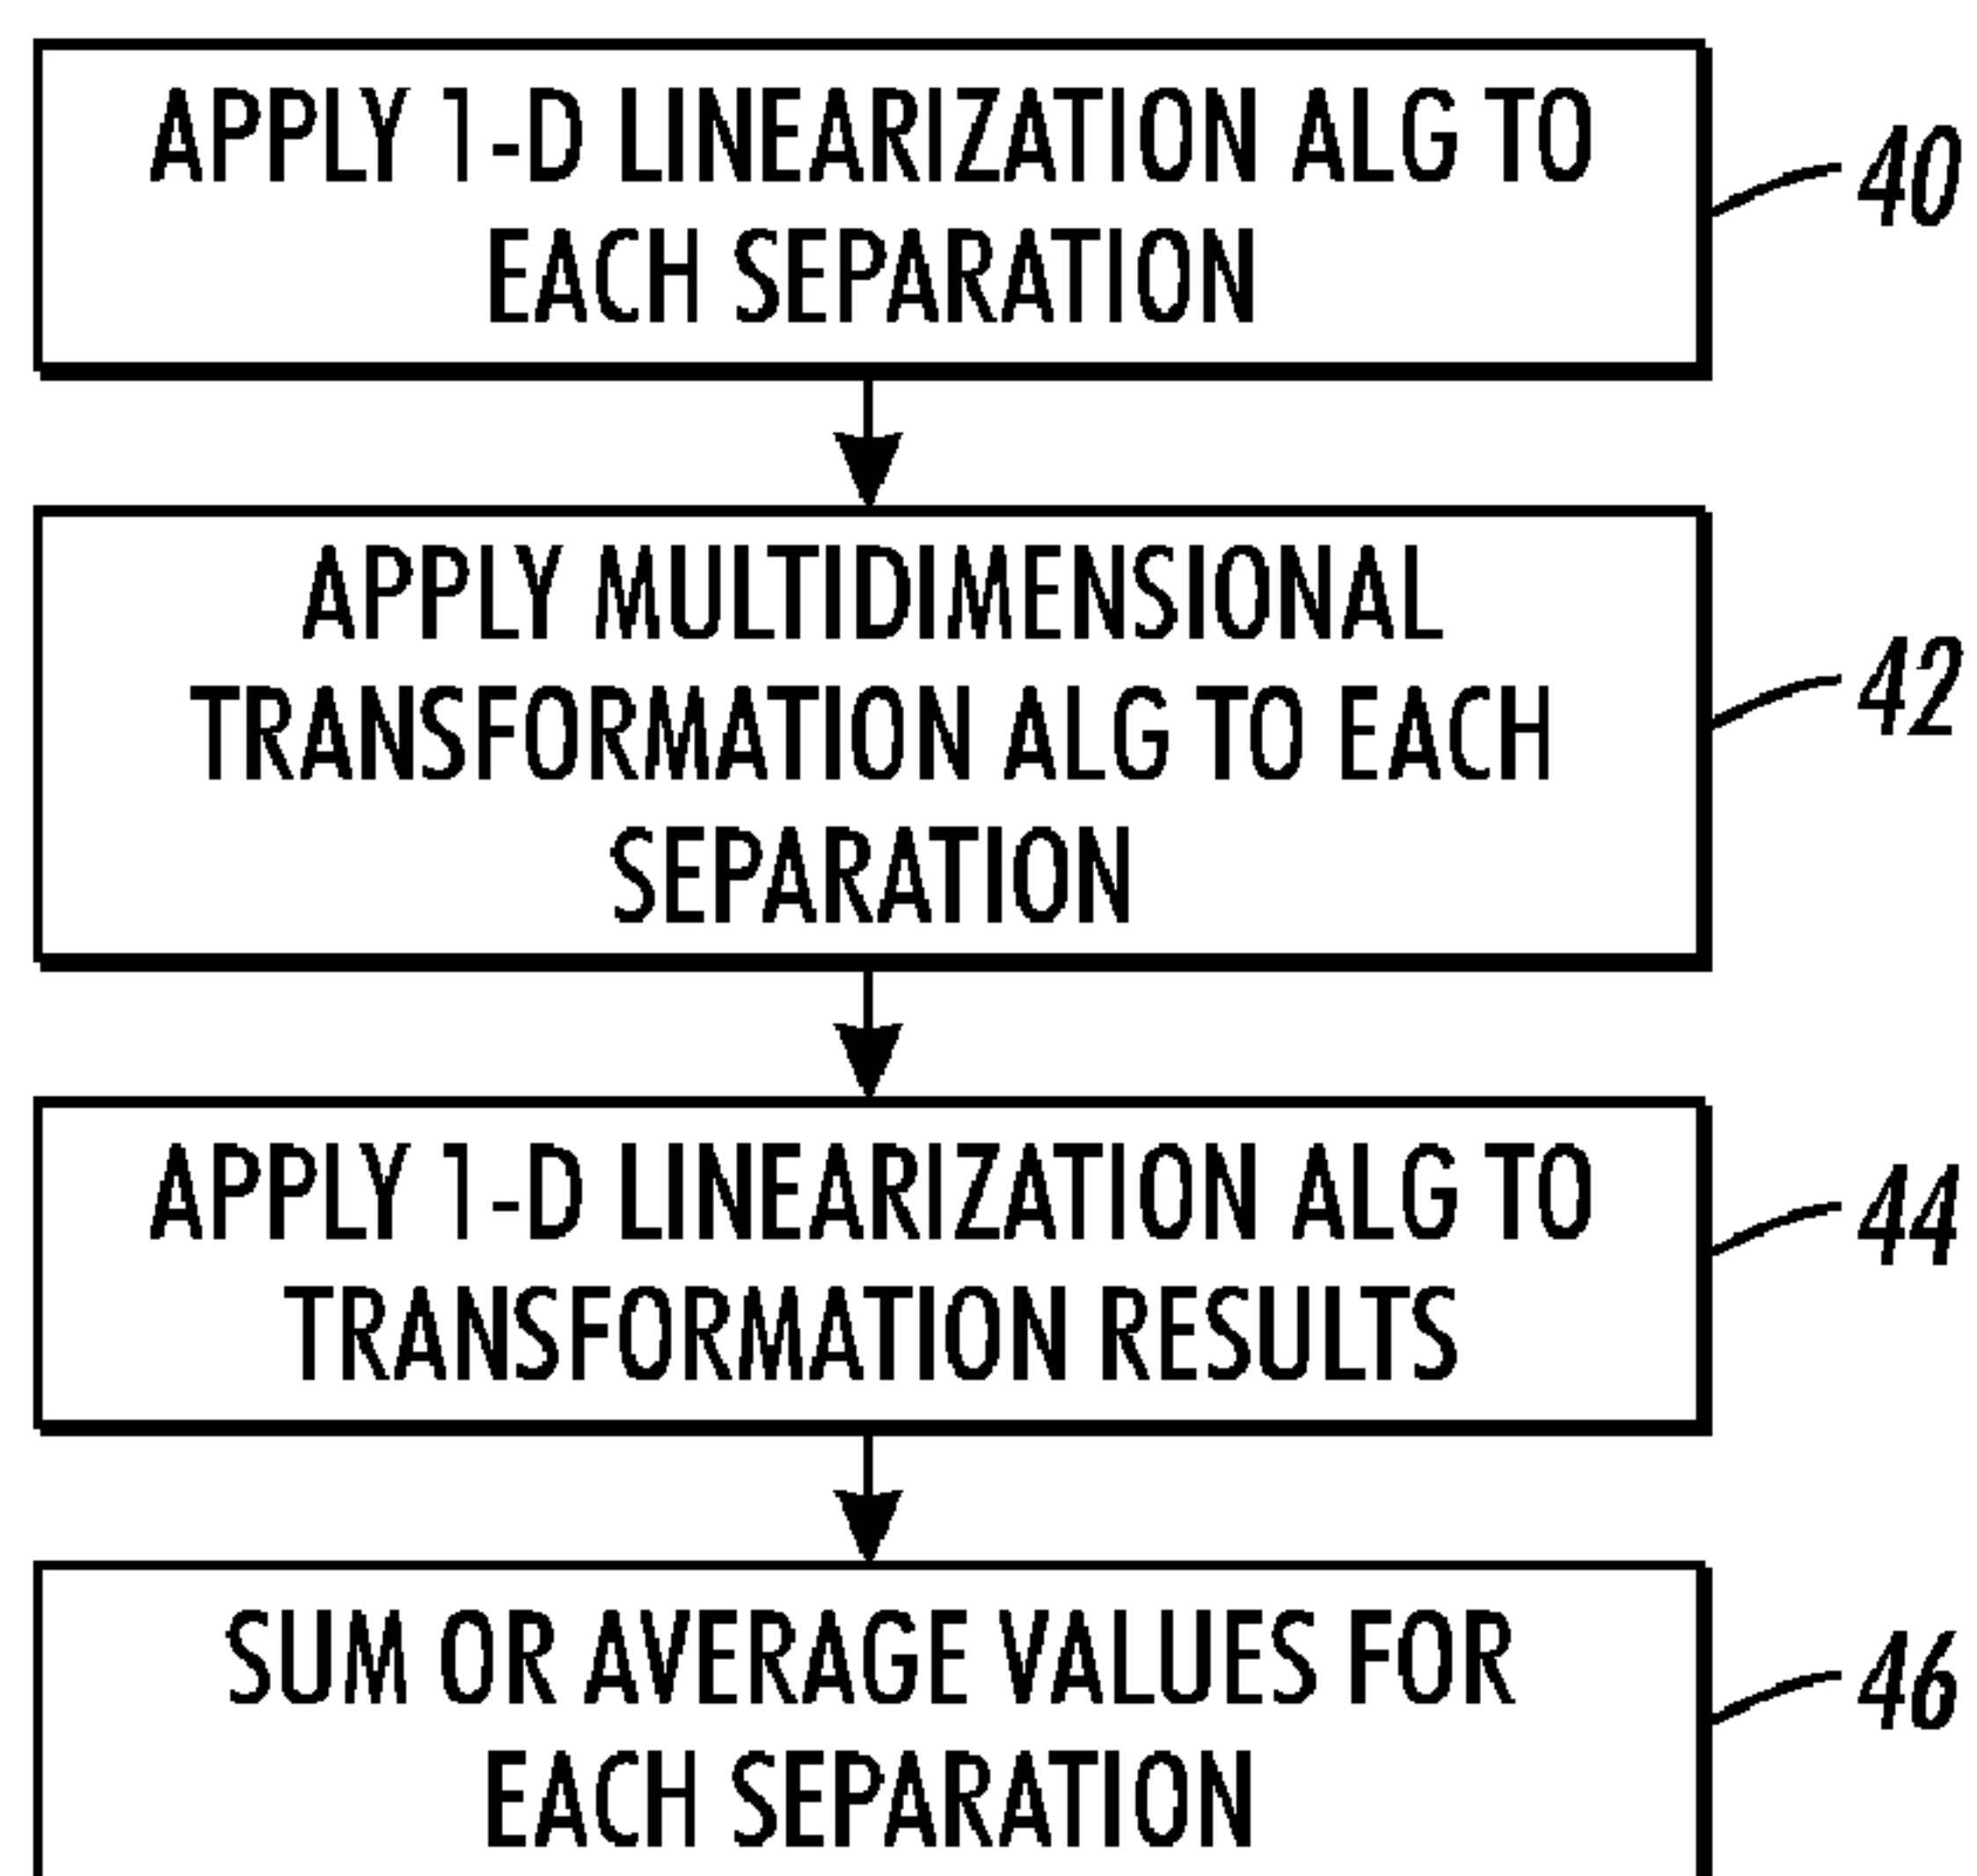 APPLY 1-D LINEARIZATION ALG TO
EACH SEPARATION
40
APPLY MULTIDIMENSIONAL
TRANSFORMATION ALG TO EACH
SEPARATION
42
APPLY 1-D LINEARIZATION ALG TO
TRANSFORMATION RESULTS
44
SUM OR AVERAGE VALUES FOR
EACH SEPARATION
46